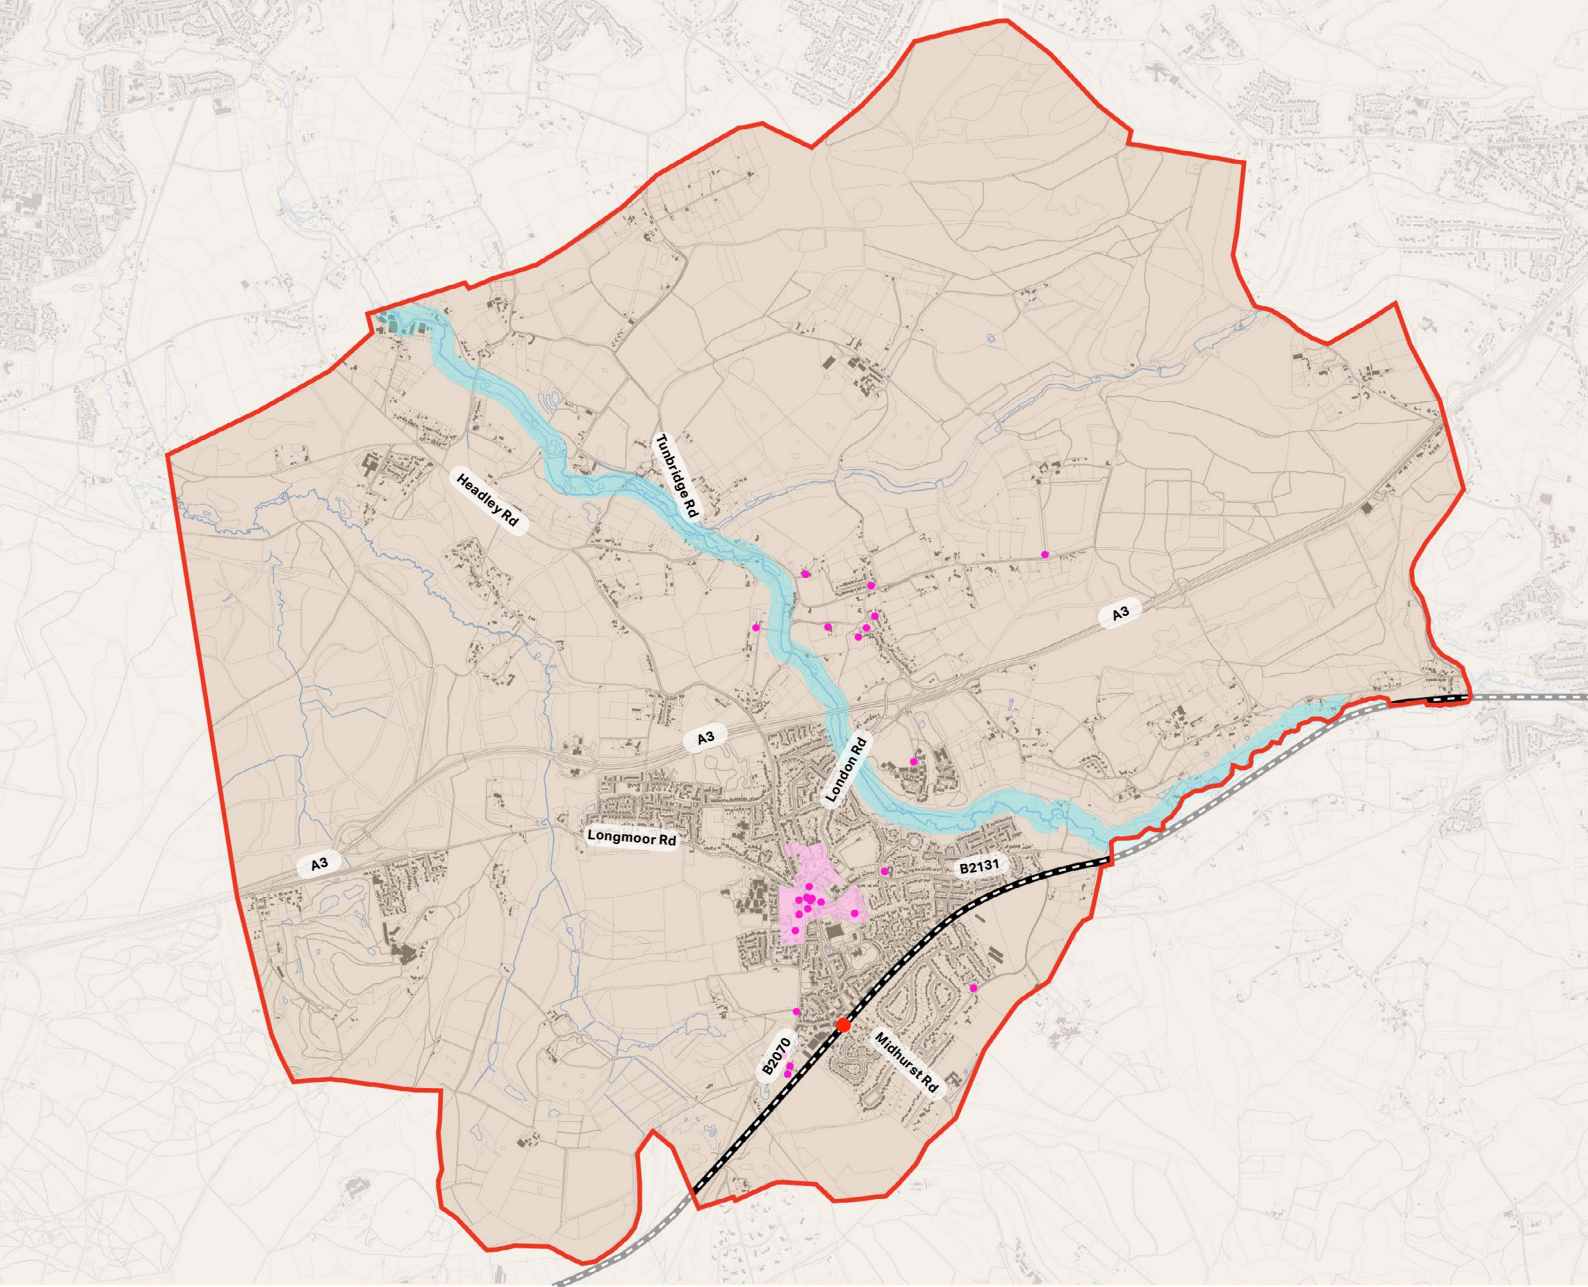 Tunbridge Rd
Headley Rd
A3
A3
London Rd
Longmoor Rd
A3
B2131
B2070
Midhurst Rd